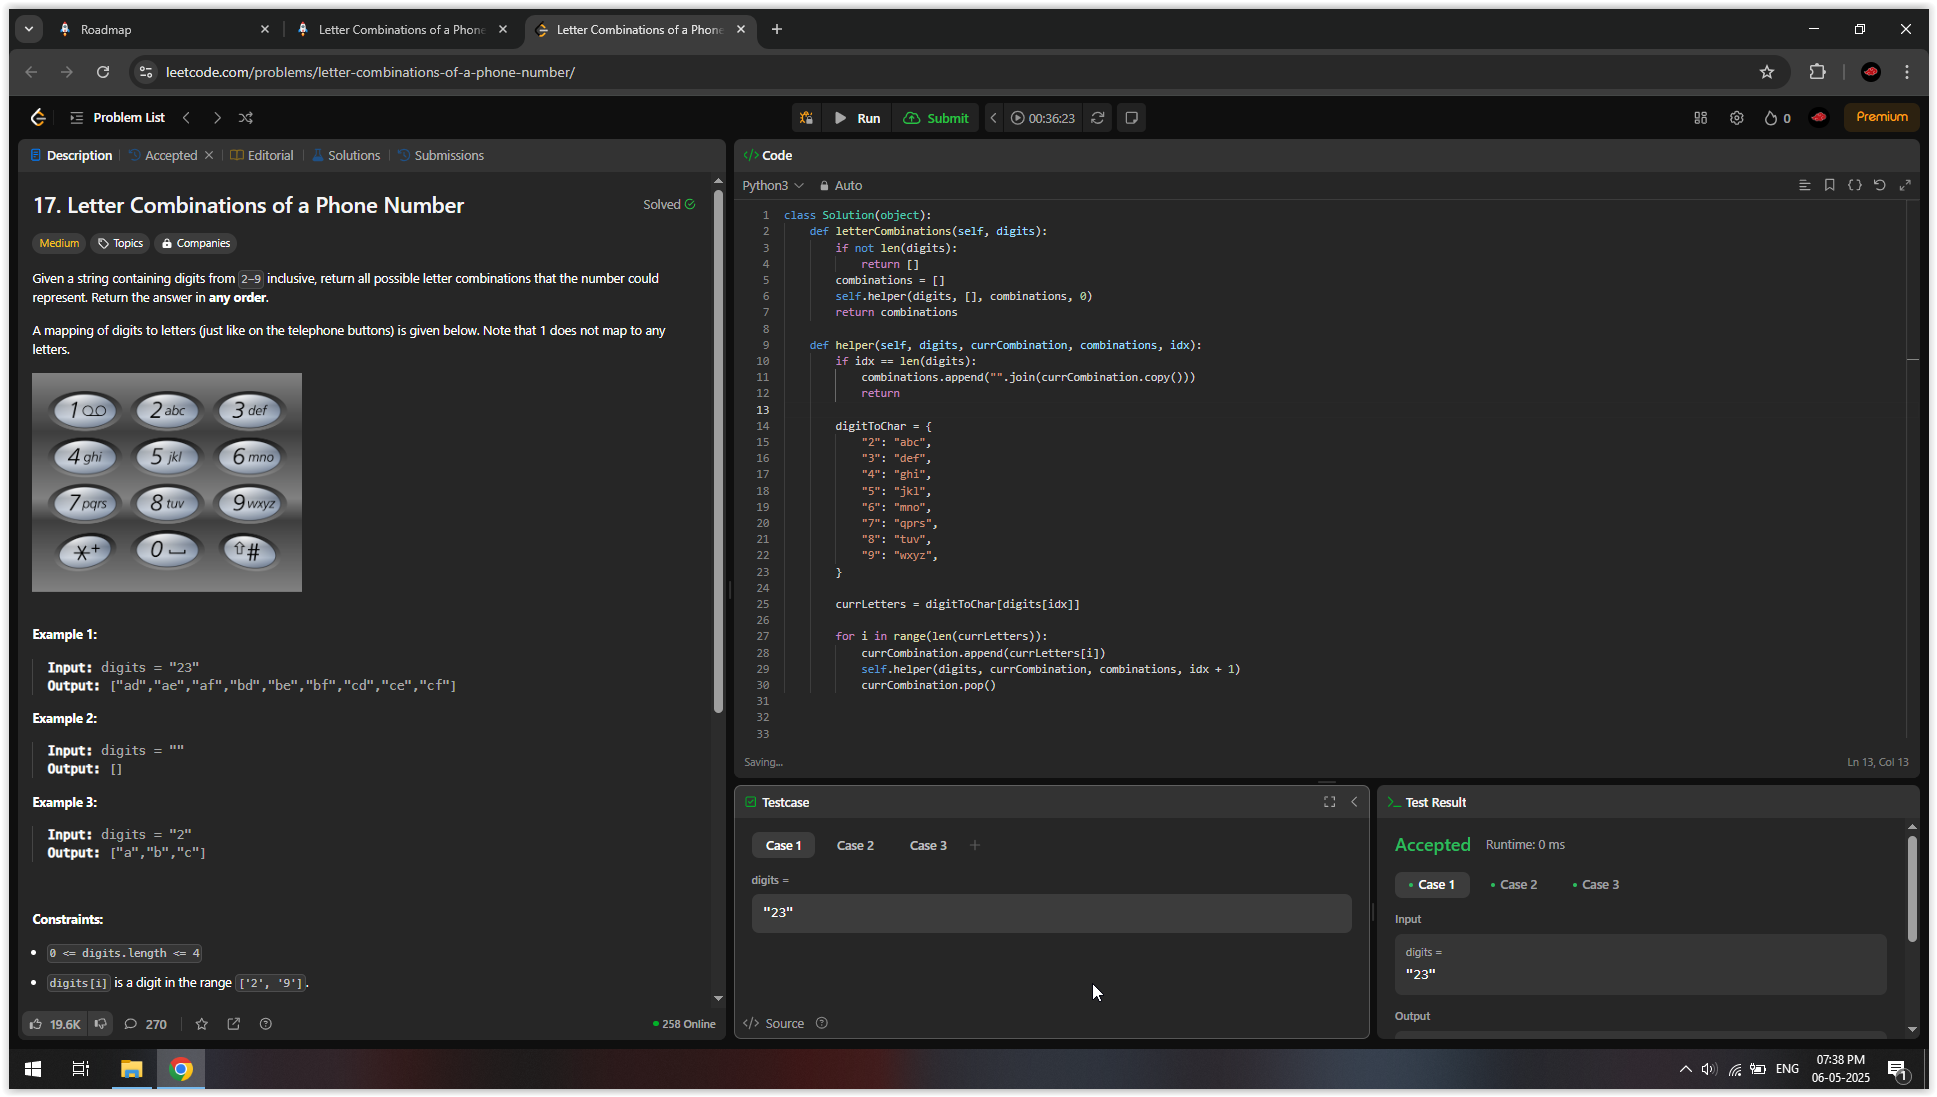 Roadmap
Letter Combinations of a Phone
Letter Combinations of a Phone
leetcode.com/problems/letter-combinations-of-a-phone-number/
Problem List
Run
Submit
00:36:23
0
Premium
Description
Accepted
Editorial
Solutions
Submissions
17. Letter Combinations of a Phone Number
Solved
Medium
Topics
Companies
Given a string containing digits from 2-9 inclusive, return all possible letter combinations that the number could
represent. Return the answer in any order.
A mapping of digits to letters (just like on the telephone buttons) is given below. Note that 1 does not map to any
letters.
1 2 abc 3 def
4 ghi 5 jkl 6 mno
7 pqrs 8 tuv 9 wxyz
*+ 0 #
Example 1:
Input: digits = "23"
Output: ["ad","ae","af","bd","be","bf","cd","ce","cf"]
Example 2:
Input: digits = ""
Output: []
Example 3:
Input: digits = "2"
Output: ["a","b","c"]
Constraints:
• 0 <= digits.length <= 4
• digits[i] is a digit in the range ['2', '9'].
19.6K
270
258 Online
</> Code
Python3
Auto
1 class Solution(object):
2     def letterCombinations(self, digits):
3         if not len(digits):
4             return []
5         combinations = []
6         self.helper(digits, [], combinations, 0)
7         return combinations
8
9     def helper(self, digits, currCombination, combinations, idx):
10         if idx == len(digits):
11             combinations.append("".join(currCombination.copy()))
12             return
13
14         digitToChar = {
15             "2": "abc",
16             "3": "def",
17             "4": "ghi",
18             "5": "jkl",
19             "6": "mno",
20             "7": "qprs",
21             "8": "tuv",
22             "9": "wxyz",
23         }
24
25         currLetters = digitToChar[digits[idx]]
26
27         for i in range(len(currLetters)):
28             currCombination.append(currLetters[i])
29             self.helper(digits, currCombination, combinations, idx + 1)
30             currCombination.pop()
31
32
33
Saving...
Ln 13, Col 13
Testcase
Case 1
Case 2
Case 3
+
digits =
"23"
</> Source
Test Result
Accepted
Runtime: 0 ms
• Case 1
• Case 2
• Case 3
Input
digits =
"23"
Output
ENG
07:38 PM
06-05-2025
1